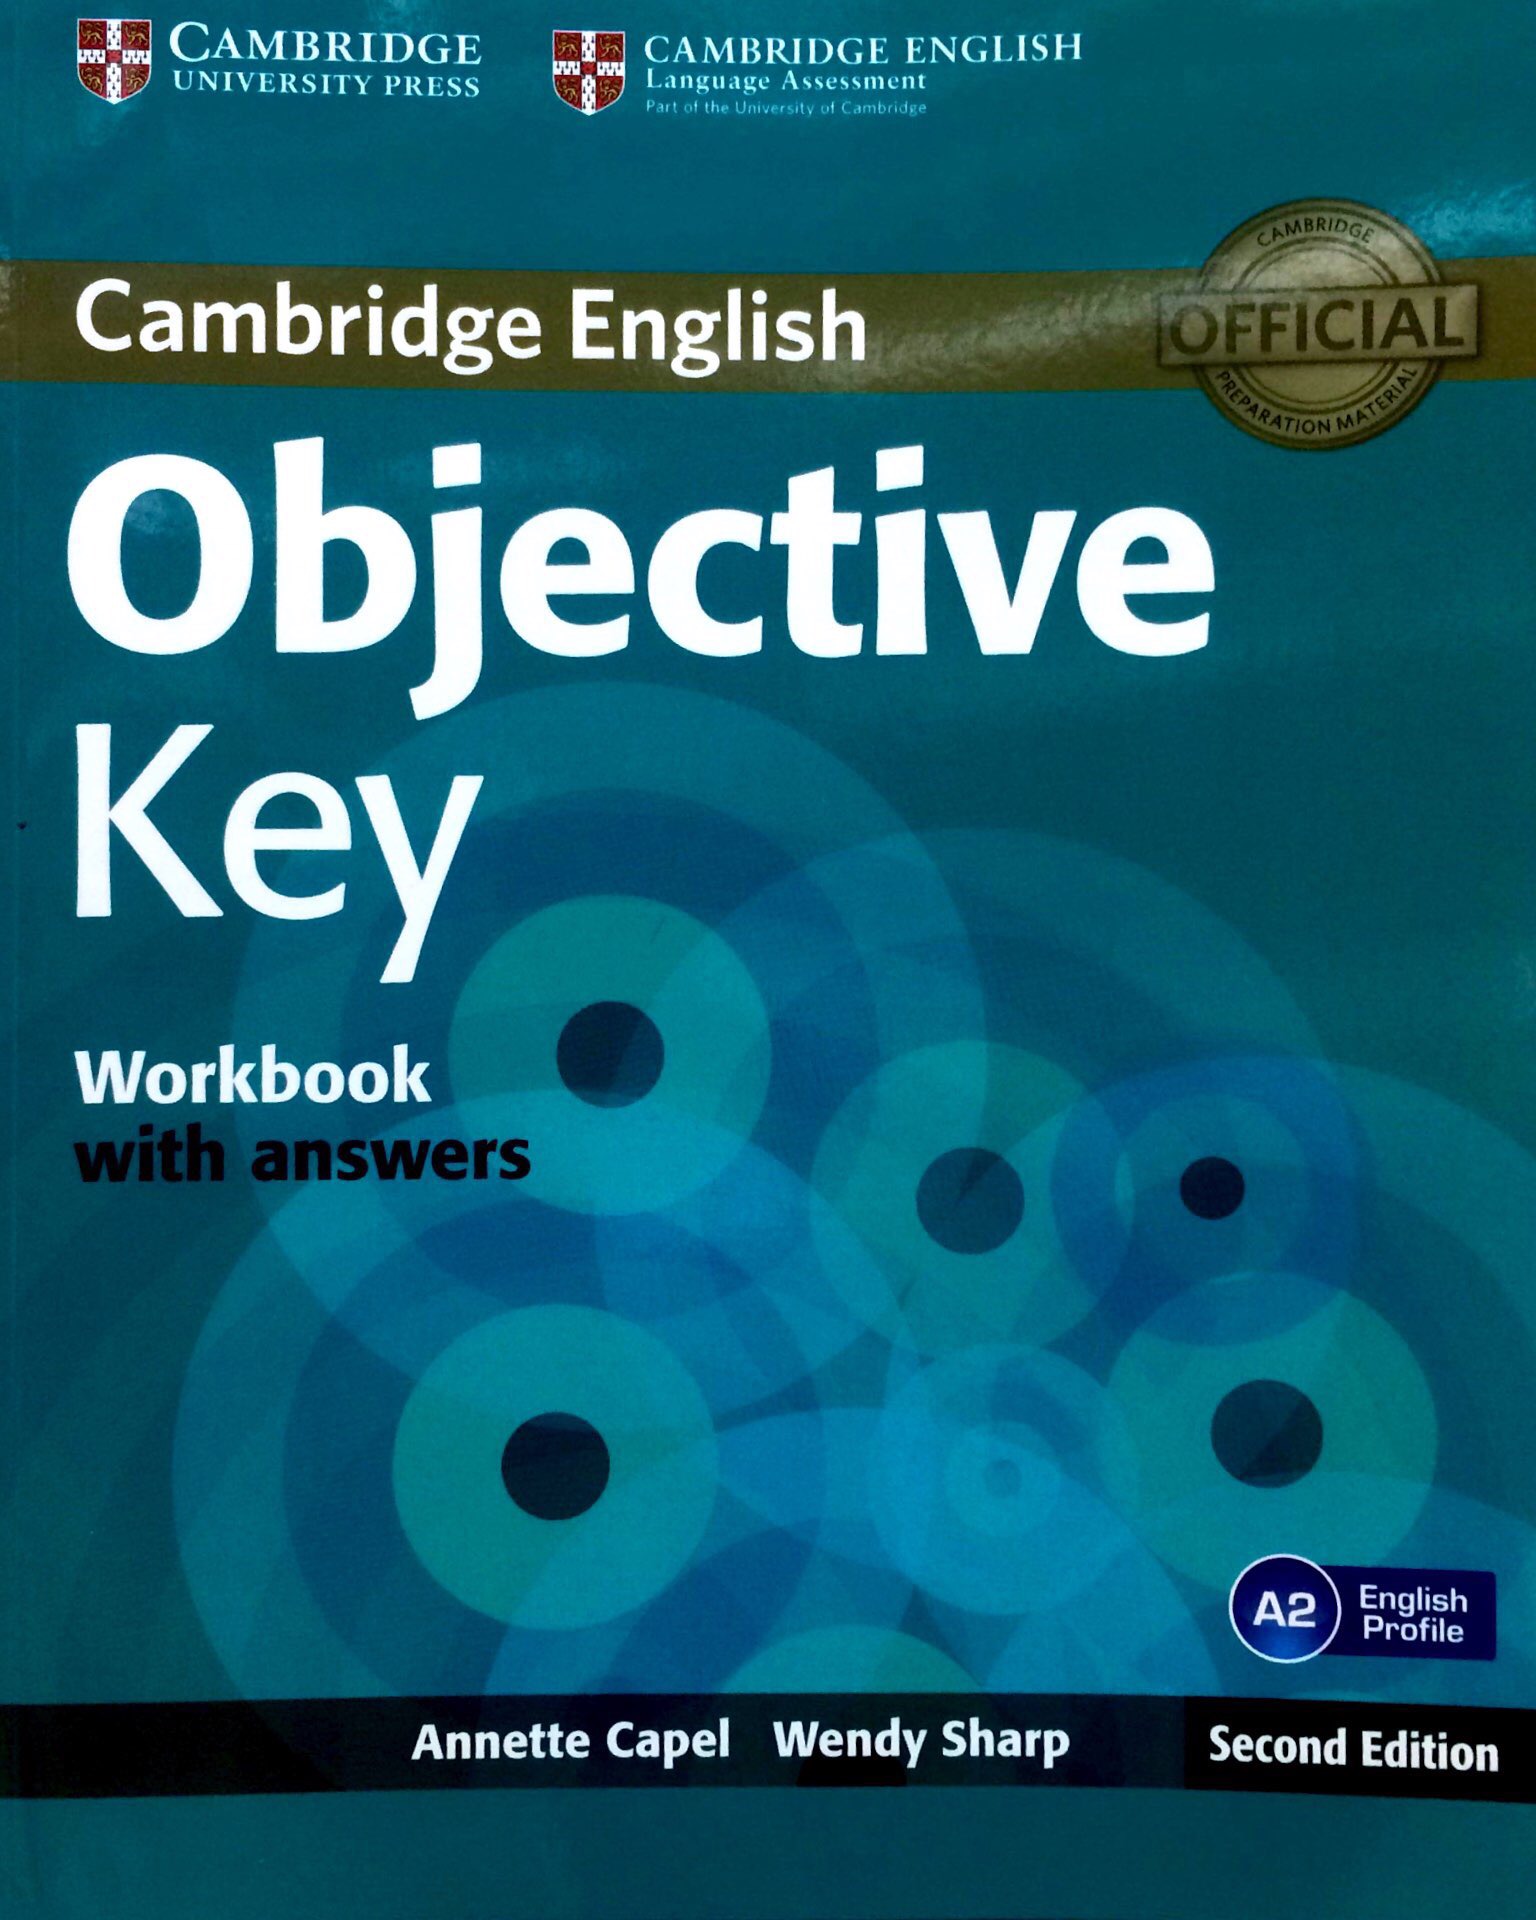 CAMBRIDGE
UNIVERSITY PRESS
CAMBRIDGE ENGLISH
Language Assessment
Part of the University of Cambridge
CAMBRIDGE
OFFICIAL
PREPARATION MATERIAL
Cambridge English
Objective
Key
Workbook
with answers
A2
English
Profile
Annette Capel Wendy Sharp
Second Edition